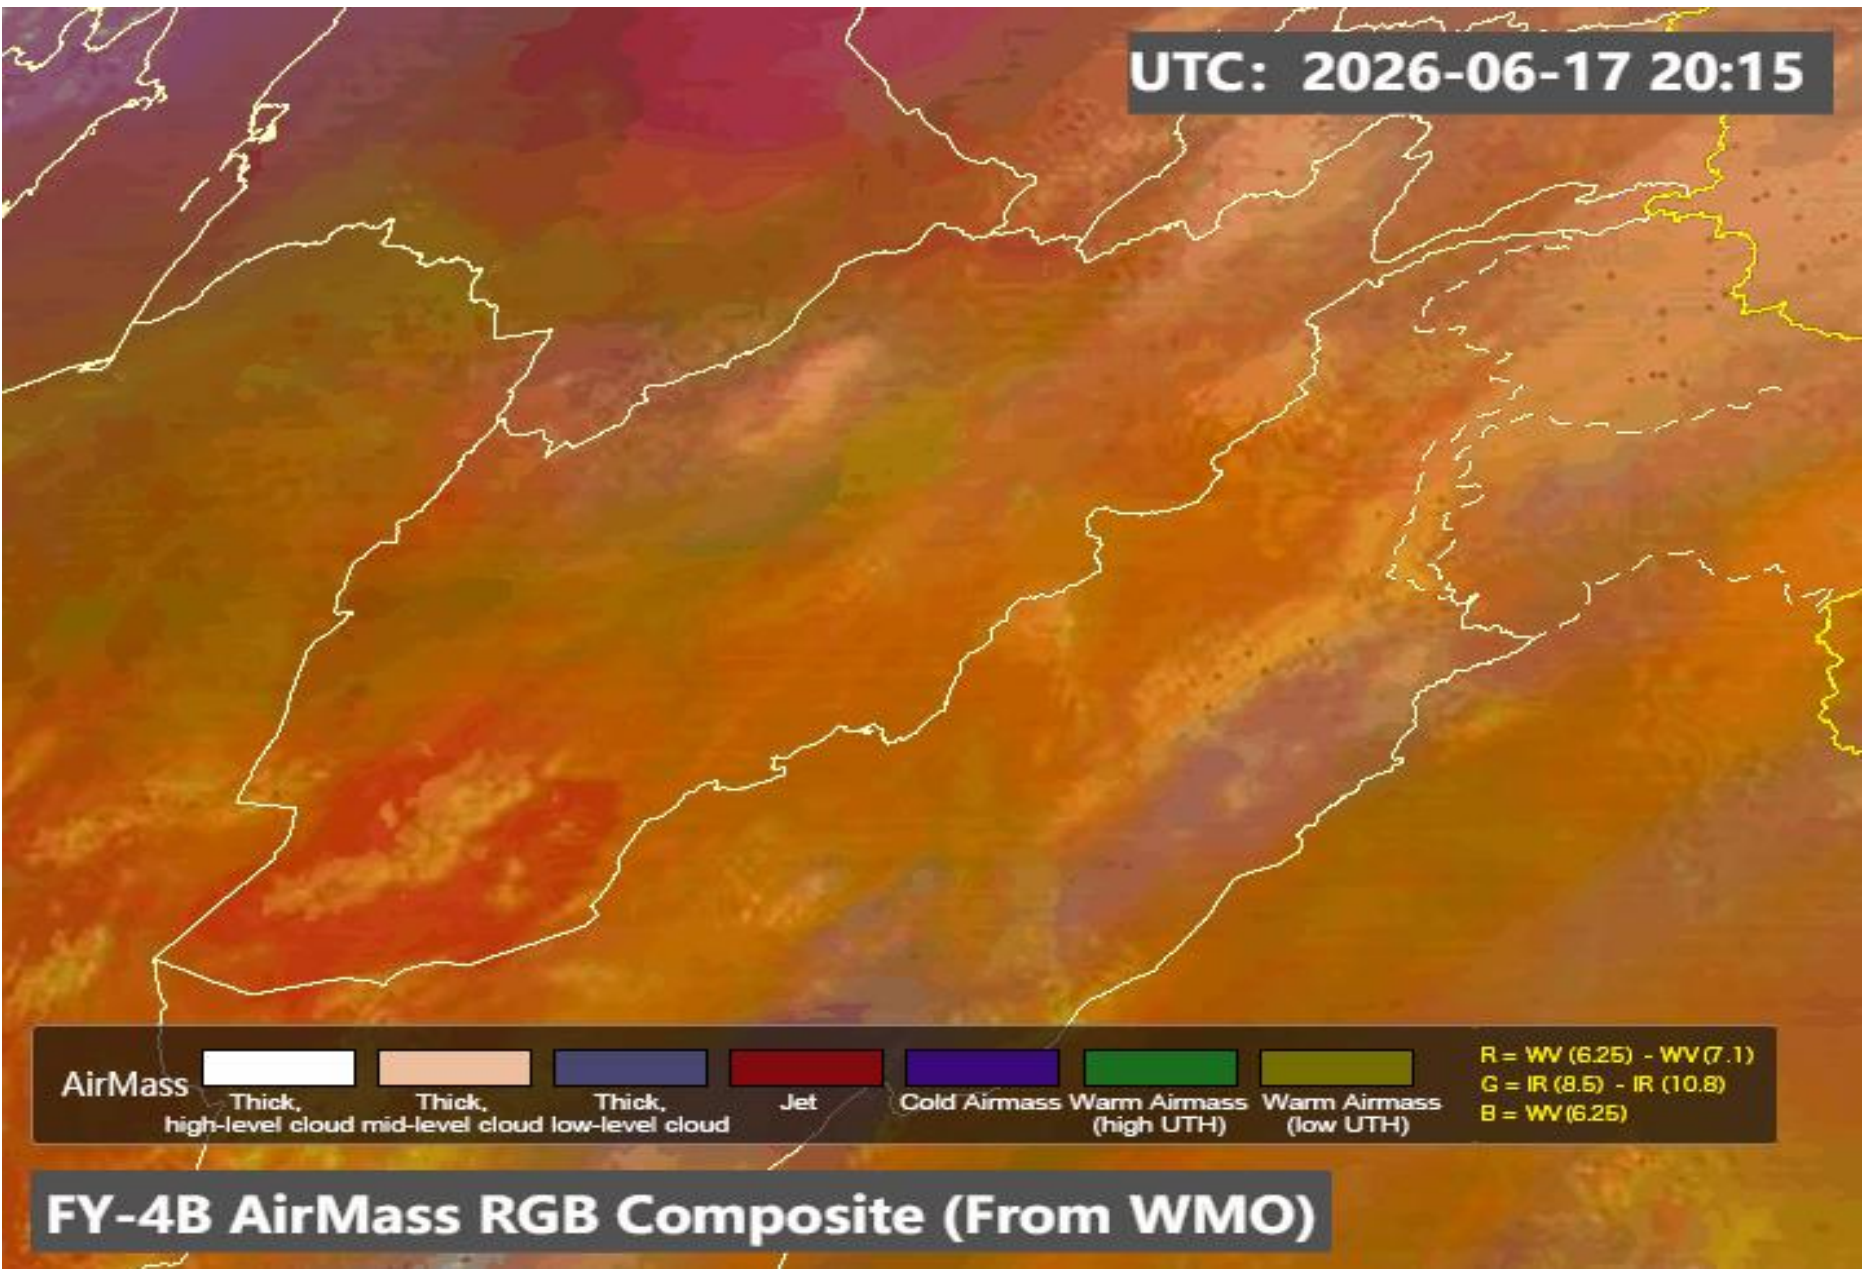 UTC: 2026-06-17 20:15
AirMass
Thick,
high-level cloud
Thick,
mid-level cloud
Thick,
low-level cloud
Jet
Cold Airmass
Warm Airmass
(high UTH)
Warm Airmass
(low UTH)
R = WV (6.25) - WV (7.1)
G = IR (8.5) - IR (10.8)
B = WV (6.25)
FY-4B AirMass RGB Composite (From WMO)